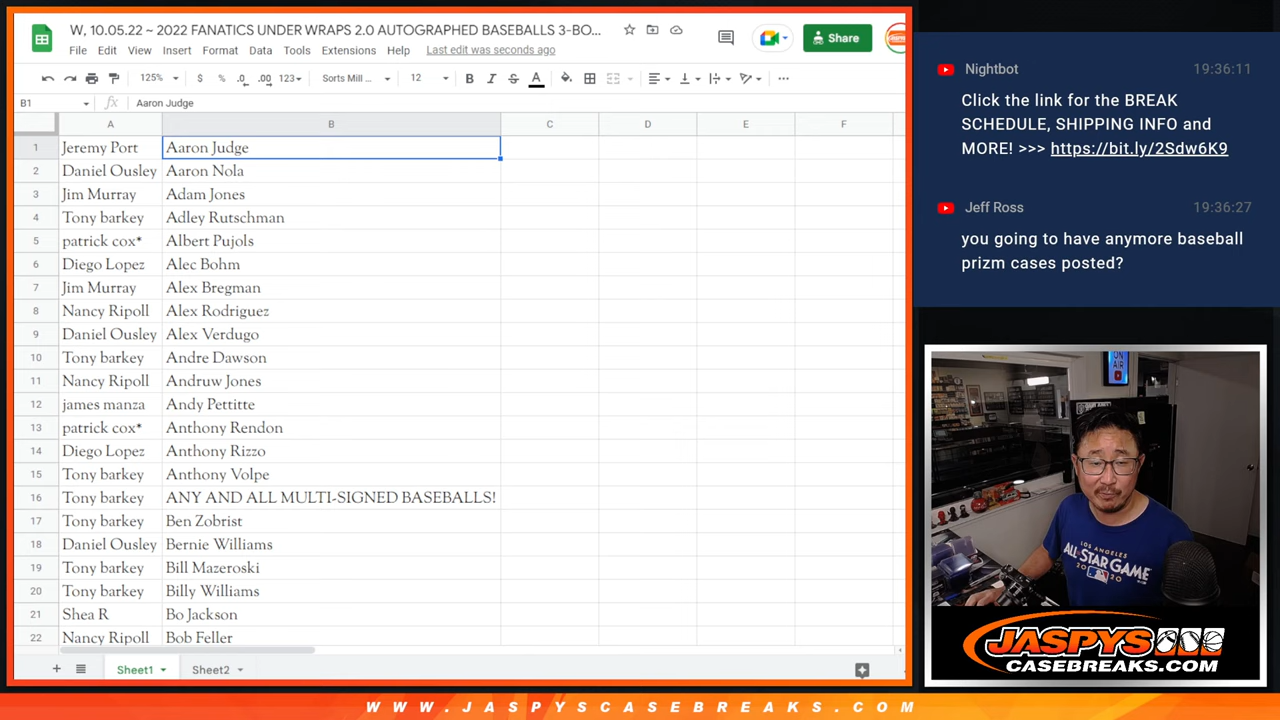 W, 10.05.22 ~ 2022 FANATICS UNDER WRAPS 2.0 AUTOGRAPHED BASEBALLS 3-BO...
Share
File Edit View Insert Format Data Tools Extensions Help Last edit was seconds ago
125% $ % .0 .00 123 Sorts Mill ... 12 B I S A
B1 fx Aaron Judge
A B C D E F
1 Jeremy Port Aaron Judge
2 Daniel Ousley Aaron Nola
3 Jim Murray Adam Jones
4 Tony barkey Adley Rutschman
5 patrick cox* Albert Pujols
6 Diego Lopez Alec Bohm
7 Jim Murray Alex Bregman
8 Nancy Ripoll Alex Rodriguez
9 Daniel Ousley Alex Verdugo
10 Tony barkey Andre Dawson
11 Nancy Ripoll Andruw Jones
12 james manza Andy Pettitte
13 patrick cox* Anthony Rendon
14 Diego Lopez Anthony Rizzo
15 Tony barkey Anthony Volpe
16 Tony barkey ANY AND ALL MULTI-SIGNED BASEBALLS!
17 Tony barkey Ben Zobrist
18 Daniel Ousley Bernie Williams
19 Tony barkey Bill Mazeroski
20 Tony barkey Billy Williams
21 Shea R Bo Jackson
22 Nancy Ripoll Bob Feller
Sheet1 Sheet2
Nightbot 19:36:11
Click the link for the BREAK
SCHEDULE, SHIPPING INFO and
MORE! >>> https://bit.ly/2Sdw6K9
Jeff Ross 19:36:27
you going to have anymore baseball
prizm cases posted?
ON
AIR
LOS ANGELES
ALL STAR GAME
JASPYS
CASEBREAKS.COM
WWW.JASPYSCASEBREAKS.COM